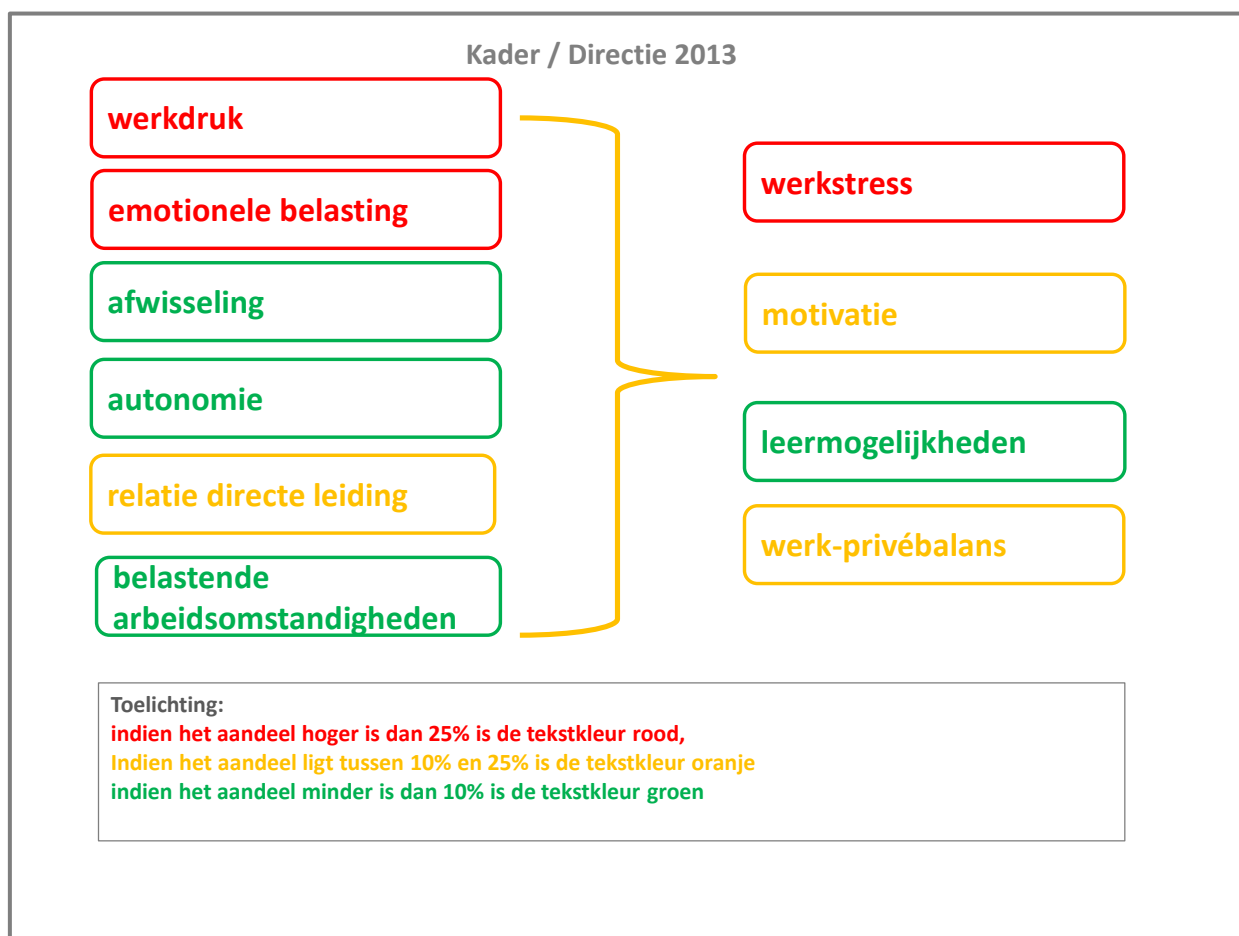 Kader / Directie 2013
werkdruk
emotionele belasting
afwisseling
autonomie
relatie directe leiding
belastende
arbeidsomstandigheden
werkstress
motivatie
leermogelijkheden
werk-privébalans
Toelichting:
indien het aandeel hoger is dan 25% is de tekstkleur rood,
Indien het aandeel ligt tussen 10% en 25% is de tekstkleur oranje
indien het aandeel minder is dan 10% is de tekstkleur groen